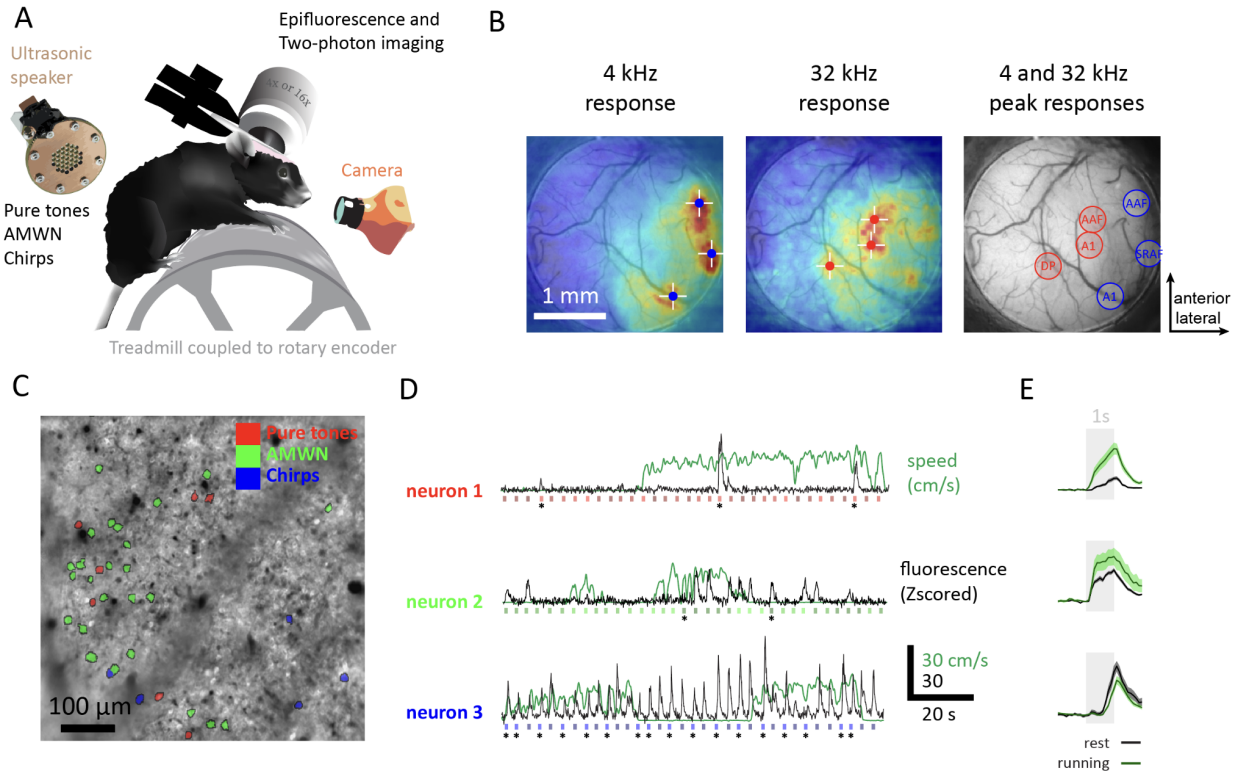 A
Epifluorescence and
Two-photon imaging
Ultrasonic
speaker
4x or 16x
Camera
Pure tones
AMWN
Chirps
Treadmill coupled to rotary encoder
B
4 kHz
response
32 kHz
response
4 and 32 kHz
peak responses
1 mm
AAF
AAF
A1
SRAF
DP
A1
anterior
lateral
C
Pure tones
AMWN
Chirps
100 µm
D
neuron 1
speed
(cm/s)
*
*
*
neuron 2
fluorescence
(Zscored)
*
*
neuron 3
30 cm/s
30
20 s
* * * * * * * * * * * * * * * *
E
1s
rest
running